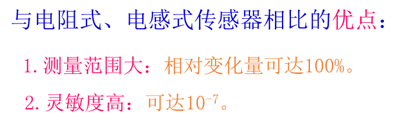 与电阻式、电感式传感器相比的优点：
1.测量范围大：相对变化量可达100%。
2.灵敏度高：可达10⁻⁷。